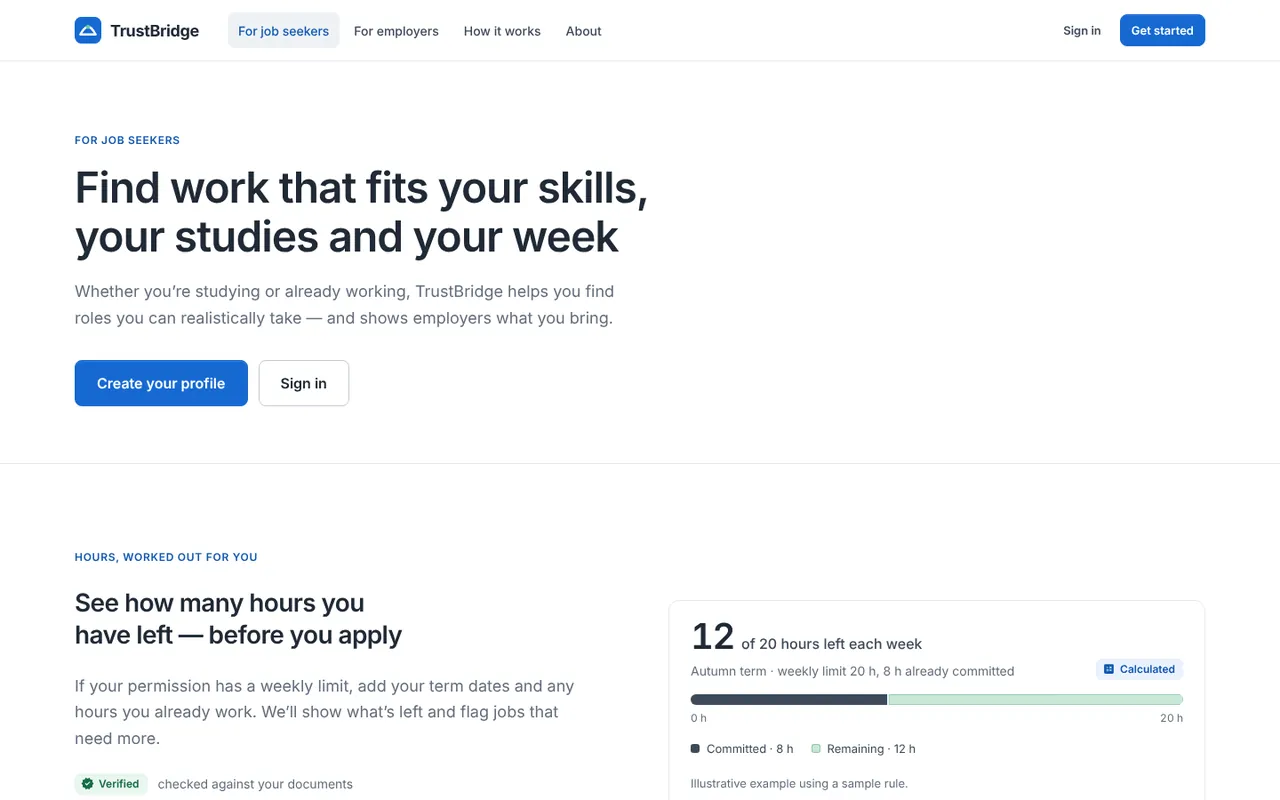 TrustBridge
For job seekers
For employers
How it works
About
Sign in
Get started
FOR JOB SEEKERS
Find work that fits your skills,
your studies and your week
Whether you’re studying or already working, TrustBridge helps you find
roles you can realistically take — and shows employers what you bring.
Create your profile
Sign in
HOURS, WORKED OUT FOR YOU
See how many hours you
have left — before you apply
If your permission has a weekly limit, add your term dates and any
hours you already work. We’ll show what’s left and flag jobs that
need more.
Verified checked against your documents
12 of 20 hours left each week
Autumn term · weekly limit 20 h, 8 h already committed
Calculated
0 h 20 h
Committed · 8 h Remaining · 12 h
Illustrative example using a sample rule.